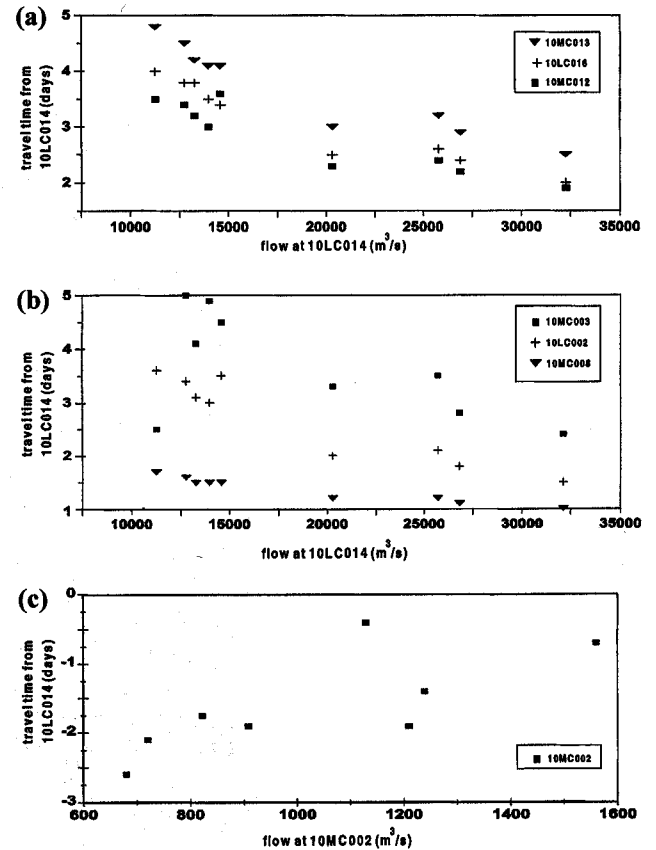 (a)
5
4
3
2
travel time from
10LC014 (days)
10MC013
10LC016
10MC012
10000 15000 20000 25000 30000 35000
flow at 10LC014 (m³/s)
(b)
5
4
3
2
1
travel time from
10LC014 (days)
10MC003
10LC002
10MC008
10000 15000 20000 25000 30000 35000
flow at 10LC014 (m³/s)
(c)
0
-1
-2
-3
travel time from
10LC014 (days)
10MC002
600 800 1000 1200 1400 1600
flow at 10MC002 (m³/s)